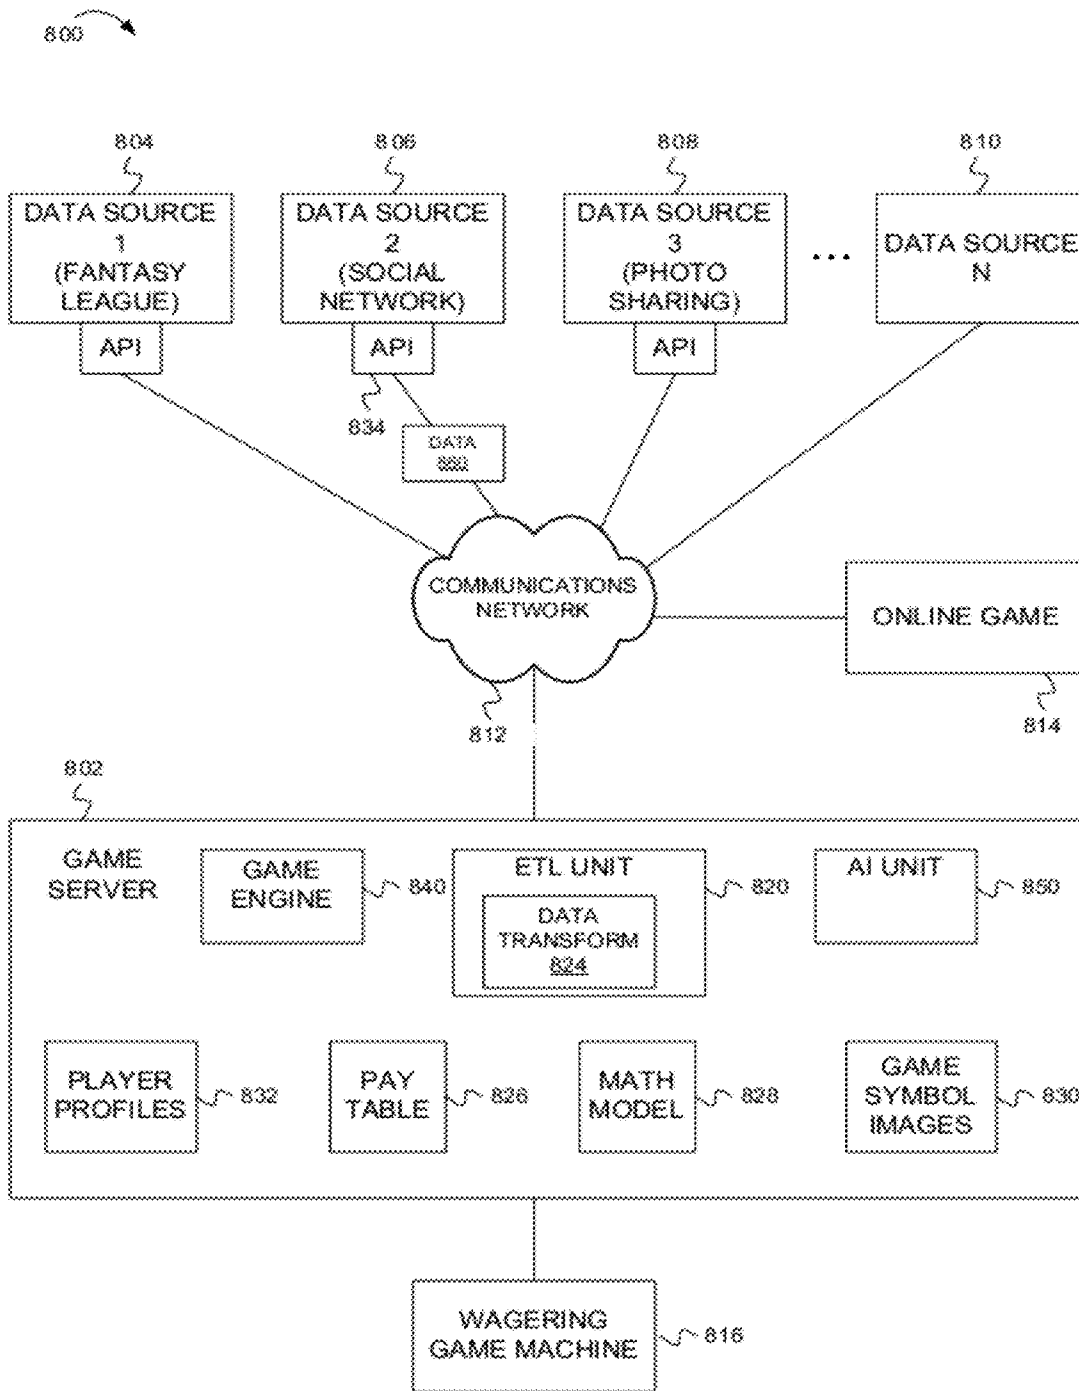 800
804
806
808
810
DATA SOURCE
1
(FANTASY
LEAGUE)
DATA SOURCE
2
(SOCIAL
NETWORK)
DATA SOURCE
3
(PHOTO
SHARING)
...
DATA SOURCE
N
API
API
API
834
DATA
COMMUNICATIONS
NETWORK
812
ONLINE GAME
814
802
GAME
SERVER
GAME
ENGINE
840
ETL UNIT
DATA
TRANSFORM
824
820
AI UNIT
850
PLAYER
PROFILES
832
PAY
TABLE
826
MATH
MODEL
828
GAME
SYMBOL
IMAGES
830
WAGERING
GAME MACHINE
816